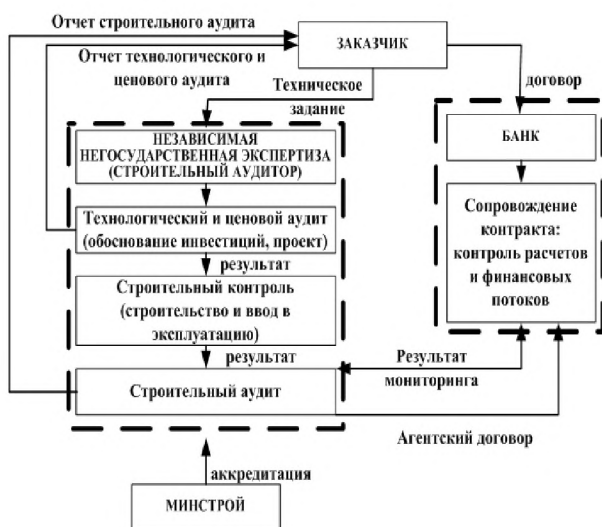 Отчет строительного аудита
ЗАКАЗЧИК
Отчет технологического и
ценового аудита
Техническое
задание
договор
НЕЗАВИСИМАЯ
НЕГОСУДАРСТВЕННАЯ ЭКСПЕРТИЗА
(СТРОИТЕЛЬНЫЙ АУДИТОР)
БАНК
Технологический и ценовой аудит
(обоснование инвестиций, проект)
Сопровождение
контракта:
контроль расчетов
и финансовых
потоков
результат
Строительный контроль
(строительство и ввод в
эксплуатацию)
результат
Строительный аудит
Результат
мониторинга
Агентский договор
аккредитация
МИНСТРОЙ